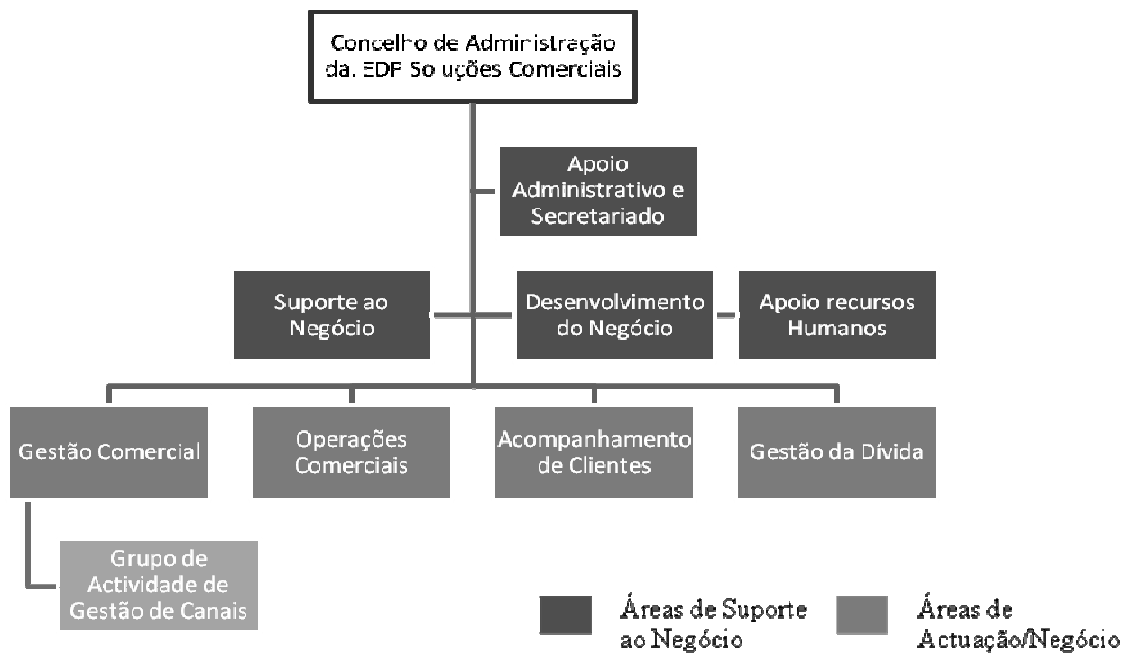 Concelho de Administração
da. EDP Soluções Comerciais
Apoio
Administrativo e
Secretariado
Suporte ao
Negócio
Desenvolvimento
do Negócio
Apoio recursos
Humanos
Gestão Comercial
Operações
Comerciais
Acompanhamento
de Clientes
Gestão da Dívida
Grupo de
Actividade de
Gestão de Canais
Áreas de Suporte
ao Negócio
Áreas de
Actuação/Negócio